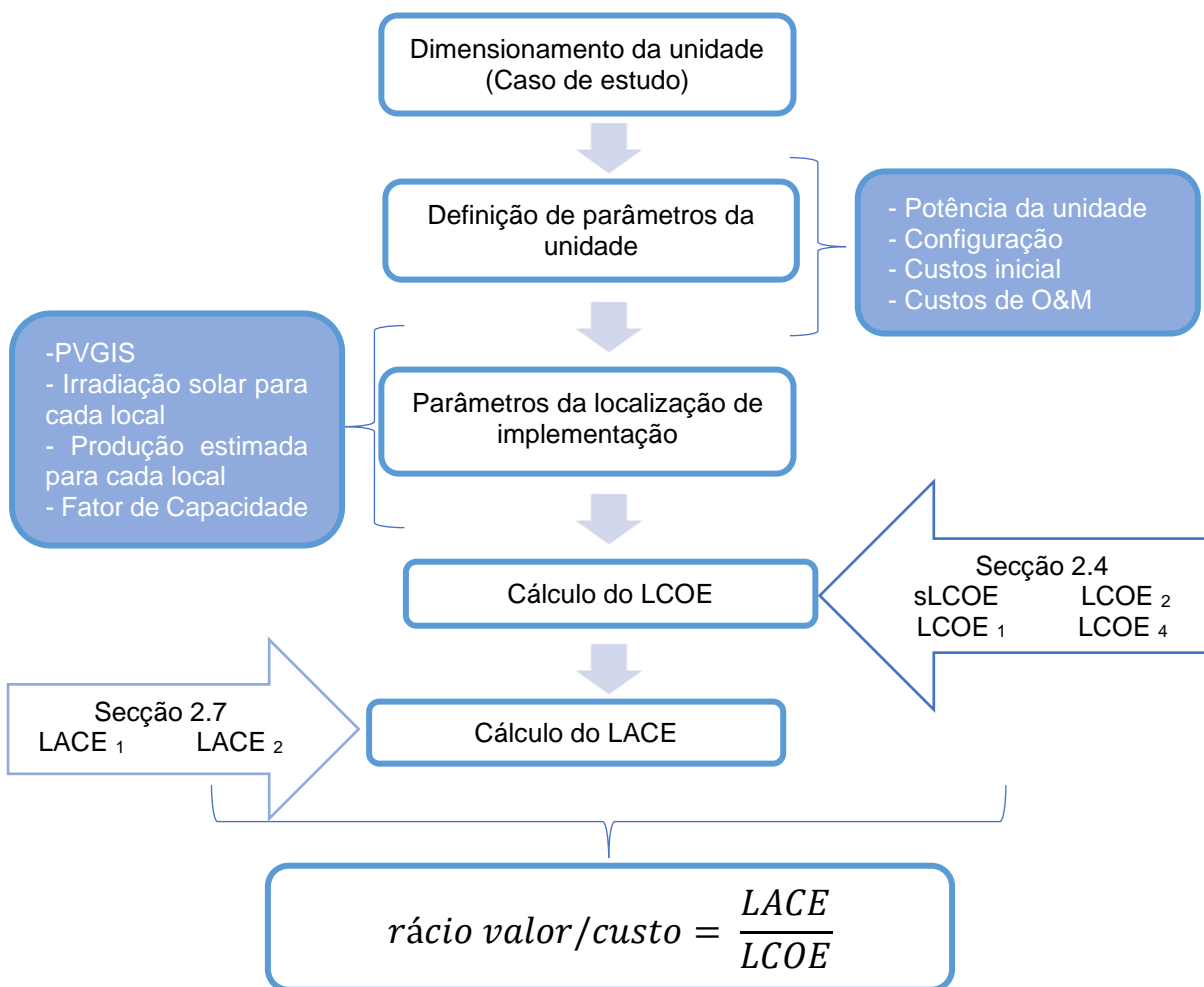 Dimensionamento da unidade
(Caso de estudo)
Definição de parâmetros da
unidade
- Potência da unidade
- Configuração
- Custos inicial
- Custos de O&M
-PVGIS
- Irradiação solar para
cada local
- Produção estimada
para cada local
- Fator de Capacidade
Parâmetros da localização de
implementação
Cálculo do LCOE
Secção 2.4
sLCOE LCOE 2
LCOE 1 LCOE 4
Secção 2.7
LACE 1 LACE 2
Cálculo do LACE
rácio valor/custo = LACE
LCOE